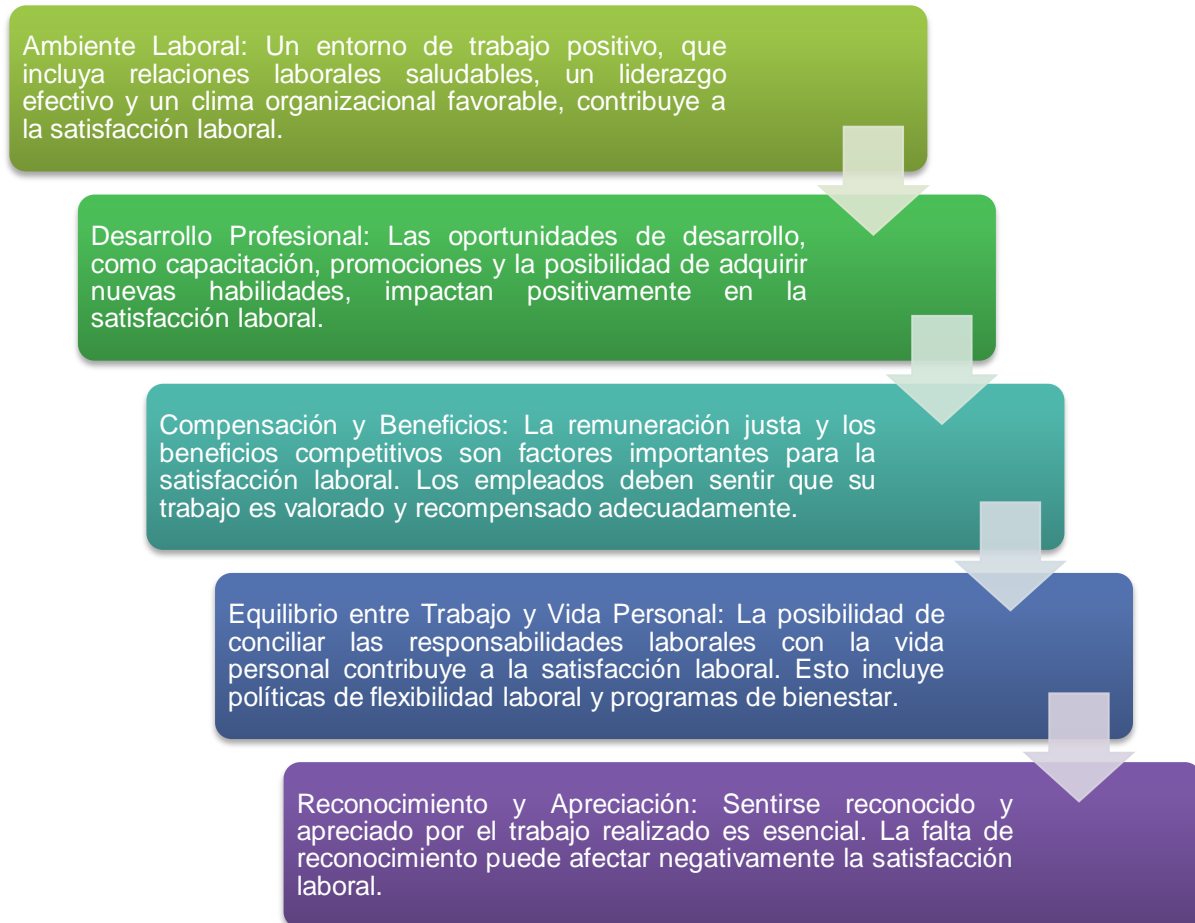 Ambiente Laboral: Un entorno de trabajo positivo, que
incluya relaciones laborales saludables, un liderazgo
efectivo y un clima organizacional favorable, contribuye a
la satisfacción laboral.
Desarrollo Profesional: Las oportunidades de desarrollo,
como capacitación, promociones y la posibilidad de adquirir
nuevas habilidades, impactan positivamente en la
satisfacción laboral.
Compensación y Beneficios: La remuneración justa y los
beneficios competitivos son factores importantes para la
satisfacción laboral. Los empleados deben sentir que su
trabajo es valorado y recompensado adecuadamente.
Equilibrio entre Trabajo y Vida Personal: La posibilidad de
conciliar las responsabilidades laborales con la vida
personal contribuye a la satisfacción laboral. Esto incluye
políticas de flexibilidad laboral y programas de bienestar.
Reconocimiento y Apreciación: Sentirse reconocido y
apreciado por el trabajo realizado es esencial. La falta de
reconocimiento puede afectar negativamente la satisfacción
laboral.